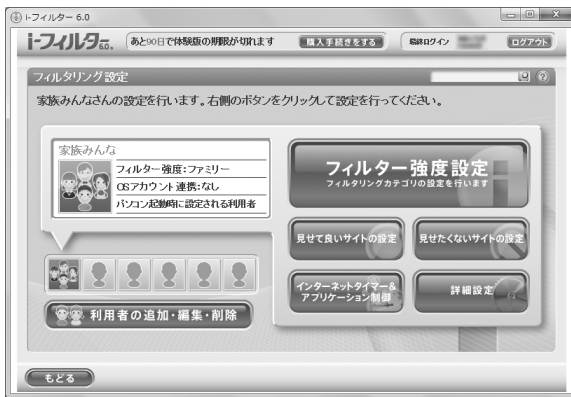 i-フィルター 6.0
i-フィルター6.0. あと90日で体験版の期限が切れます 購入手続きをする 最終ログイン ログアウト
フィルタリング設定
家族みんなさんの設定を行います。右側のボタンをクリックして設定を行ってください。
家族みんな
フィルター強度:ファミリー
OSアカウント連携:なし
パソコン起動時に設定される利用者
フィルター強度設定
フィルタリングカテゴリの設定を行います
見せて良いサイトの設定
見せたくないサイトの設定
インターネットタイマー&
アプリケーション制御
詳細設定
利用者の追加・編集・削除
もどる